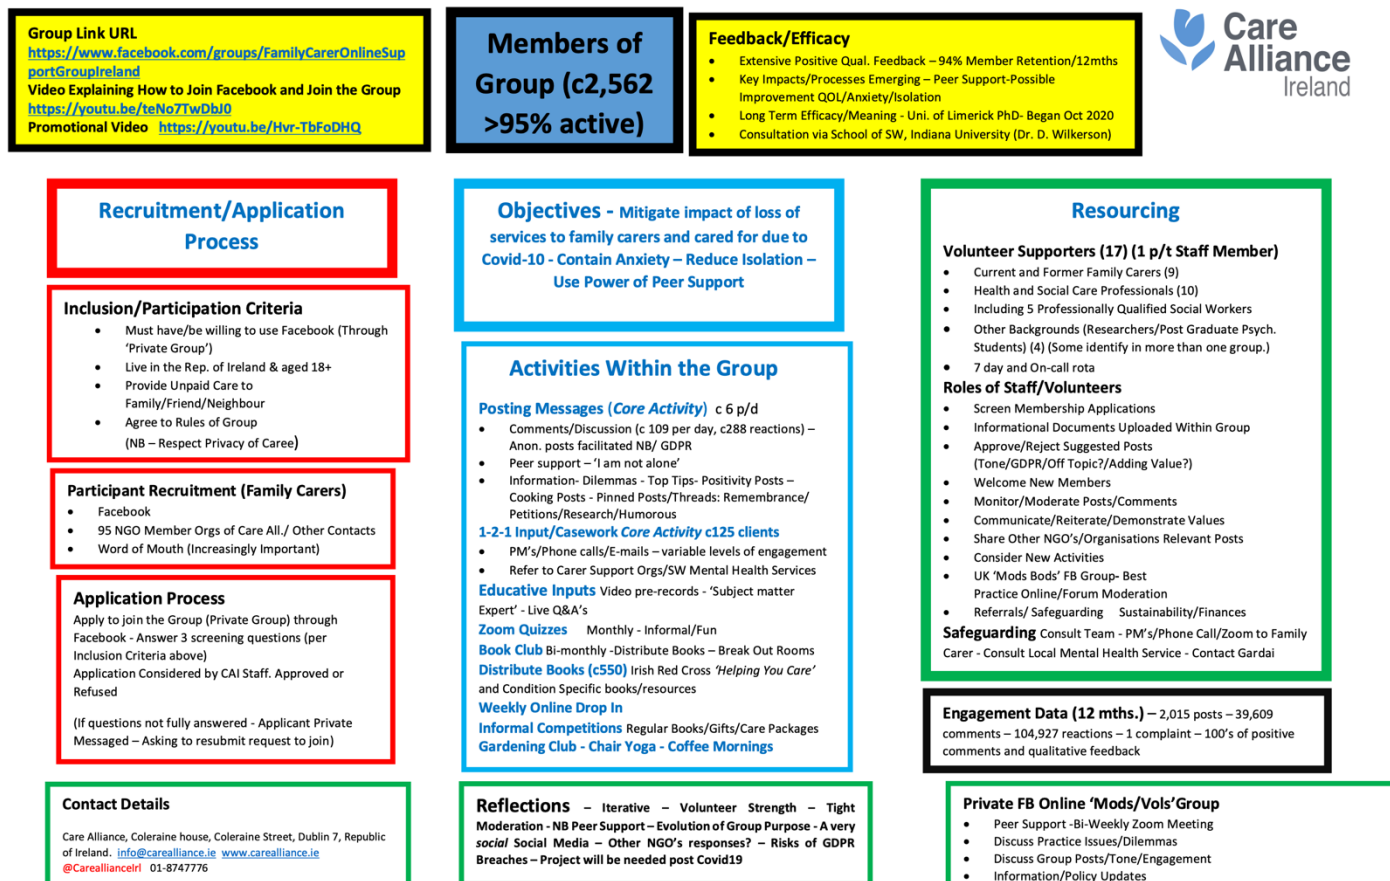 Group Link URL
https://www.facebook.com/groups/FamilyCarerOnlineSup
portGroupIreland
Video Explaining How to Join Facebook and Join the Group
https://youtu.be/teNo7TwDbJ0
Promotional Video https://youtu.be/Hvr-TbFoDHQ
Members of
Group (c2,562
>95% active)
Feedback/Efficacy
• Extensive Positive Qual. Feedback – 94% Member Retention/12mths
• Key Impacts/Processes Emerging – Peer Support-Possible
Improvement QOL/Anxiety/Isolation
• Long Term Efficacy/Meaning - Uni. of Limerick PhD- Began Oct 2020
• Consultation via School of SW, Indiana University (Dr. D. Wilkerson)
Care
Alliance
Ireland
Recruitment/Application
Process
Inclusion/Participation Criteria
• Must have/be willing to use Facebook (Through
‘Private Group’)
• Live in the Rep. of Ireland & aged 18+
• Provide Unpaid Care to
Family/Friend/Neighbour
• Agree to Rules of Group
(NB – Respect Privacy of Caree)
Participant Recruitment (Family Carers)
• Facebook
• 95 NGO Member Orgs of Care All./ Other Contacts
• Word of Mouth (Increasingly Important)
Application Process
Apply to join the Group (Private Group) through
Facebook - Answer 3 screening questions (per
Inclusion Criteria above)
Application Considered by CAI Staff. Approved or
Refused
(If questions not fully answered - Applicant Private
Messaged – Asking to resubmit request to join)
Contact Details
Care Alliance, Coleraine house, Coleraine Street, Dublin 7, Republic
of Ireland. info@carealliance.ie www.carealliance.ie
@CarealliancelIrl 01-8747776
Objectives - Mitigate impact of loss of
services to family carers and cared for due to
Covid-10 - Contain Anxiety – Reduce Isolation –
Use Power of Peer Support
Activities Within the Group
Posting Messages (Core Activity) c 6 p/d
• Comments/Discussion (c 109 per day, c288 reactions) –
Anon. posts facilitated NB/ GDPR
• Peer support – ‘I am not alone’
• Information- Dilemmas - Top Tips- Positivity Posts –
Cooking Posts - Pinned Posts/Threads: Remembrance/
Petitions/Research/Humorous
1-2-1 Input/Casework Core Activity c125 clients
• PM’s/Phone calls/E-mails – variable levels of engagement
• Refer to Carer Support Orgs/SW Mental Health Services
Educative Inputs Video pre-records - ‘Subject matter
Expert’ - Live Q&A’s
Zoom Quizzes Monthly - Informal/Fun
Book Club Bi-monthly -Distribute Books – Break Out Rooms
Distribute Books (c550) Irish Red Cross ‘Helping You Care’
and Condition Specific books/resources
Weekly Online Drop In
Informal Competitions Regular Books/Gifts/Care Packages
Gardening Club - Chair Yoga - Coffee Mornings
Reflections – Iterative – Volunteer Strength – Tight
Moderation - NB Peer Support – Evolution of Group Purpose - A very
social Social Media – Other NGO’s responses? – Risks of GDPR
Breaches – Project will be needed post Covid19
Resourcing
Volunteer Supporters (17) (1 p/t Staff Member)
• Current and Former Family Carers (9)
• Health and Social Care Professionals (10)
• Including 5 Professionally Qualified Social Workers
• Other Backgrounds (Researchers/Post Graduate Psych.
Students) (4) (Some identify in more than one group.)
• 7 day and On-call rota
Roles of Staff/Volunteers
• Screen Membership Applications
• Informational Documents Uploaded Within Group
• Approve/Reject Suggested Posts
(Tone/GDPR/Off Topic?/Adding Value?)
• Welcome New Members
• Monitor/Moderate Posts/Comments
• Communicate/Reiterate/Demonstrate Values
• Share Other NGO’s/Organisations Relevant Posts
• Consider New Activities
• UK ‘Mods Bods’ FB Group- Best
Practice Online/Forum Moderation
• Referrals/ Safeguarding Sustainability/Finances
Safeguarding Consult Team - PM’s/Phone Call/Zoom to Family
Carer - Consult Local Mental Health Service - Contact Gardai
Engagement Data (12 mths.) – 2,015 posts – 39,609
comments – 104,927 reactions – 1 complaint – 100’s of positive
comments and qualitative feedback
Private FB Online ‘Mods/Vols’Group
• Peer Support -Bi-Weekly Zoom Meeting
• Discuss Practice Issues/Dilemmas
• Discuss Group Posts/Tone/Engagement
• Information/Policy Updates